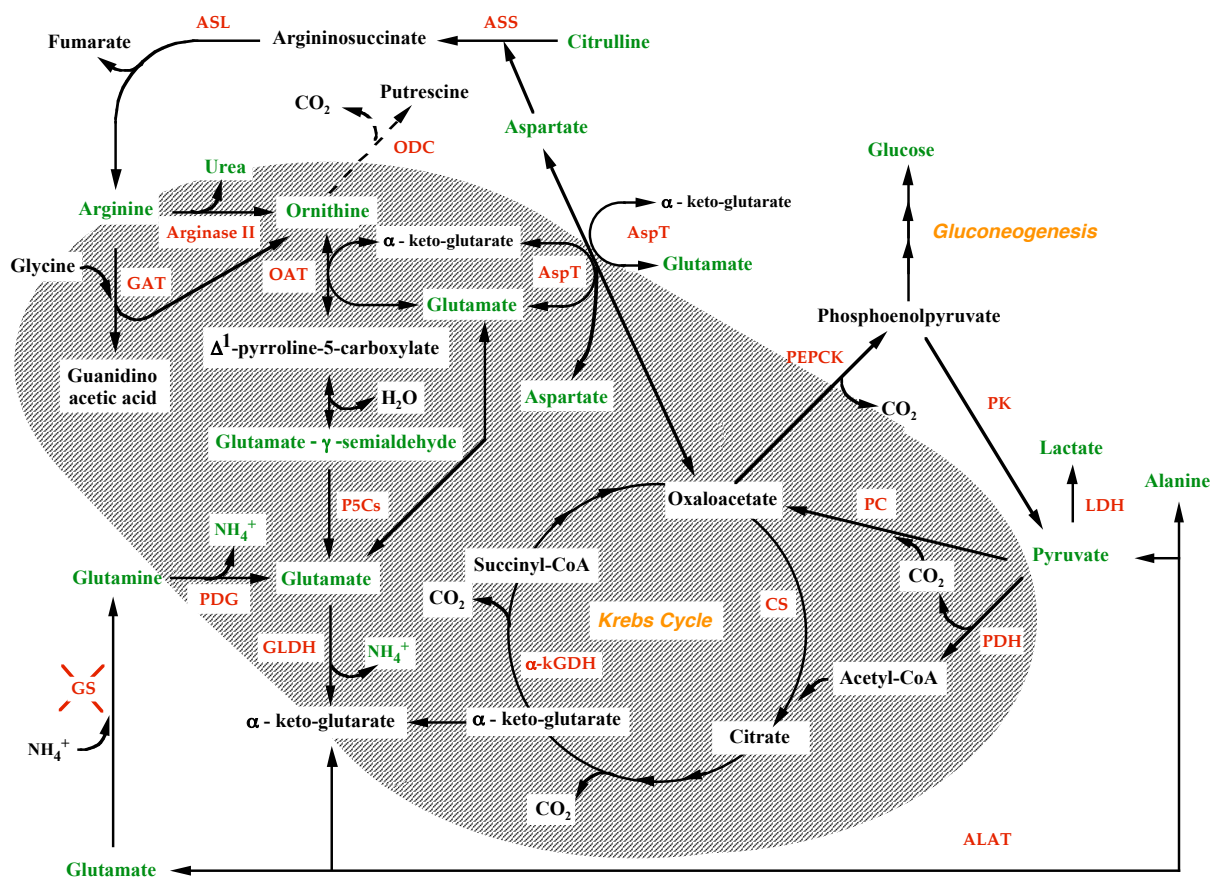 ASL
ASS
Fumarate
Argininosuccinate
Citrulline
CO2
Putrescine
Aspartate
ODC
Glucose
Urea
Arginine
Ornithine
α - keto-glutarate
Arginase II
α - keto-glutarate
AspT
Gluconeogenesis
Glycine
GAT
OAT
AspT
Glutamate
Glutamate
Phosphoenolpyruvate
Δ1-pyrroline-5-carboxylate
PEPCK
Guanidino
acetic acid
H2O
Aspartate
CO2
PK
Glutamate - γ -semialdehyde
Lactate
Alanine
P5Cs
Oxaloacetate
PC
LDH
NH4+
Pyruvate
Glutamine
Glutamate
Succinyl-CoA
CO2
PDG
CO2
Krebs Cycle
CS
GLDH
NH4+
α-kGDH
PDH
Acetyl-CoA
GS
α - keto-glutarate
α - keto-glutarate
Citrate
NH4+
CO2
ALAT
Glutamate